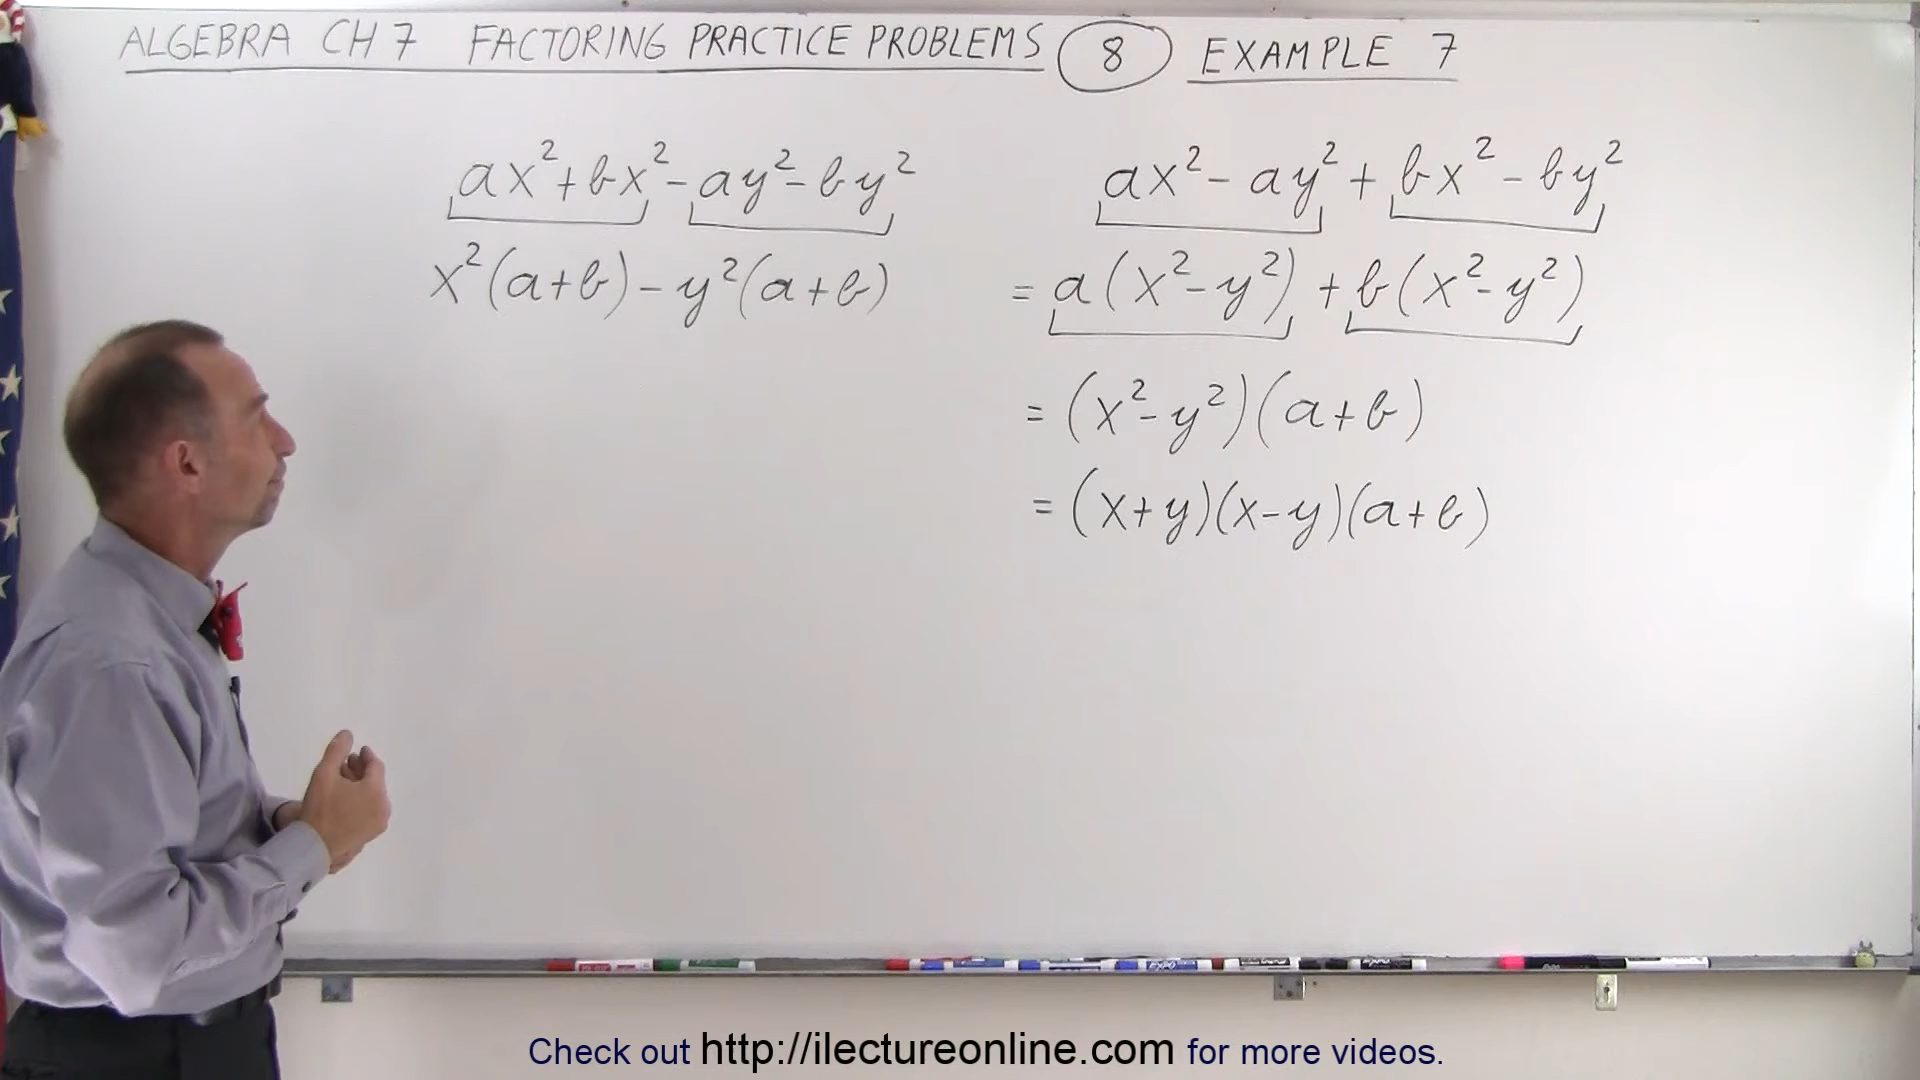 ALGEBRA CH 7 FACTORING PRACTICE PROBLEMS 8 EXAMPLE 7
ax²+bx²-ay²-by²
x²(a+b)-y²(a+b)
ax²-ay²+bx²-by²
=a(x²-y²)+b(x²-y²)
=(x²-y²)(a+b)
=(x+y)(x-y)(a+b)
Check out http://ilectureonline.com for more videos.